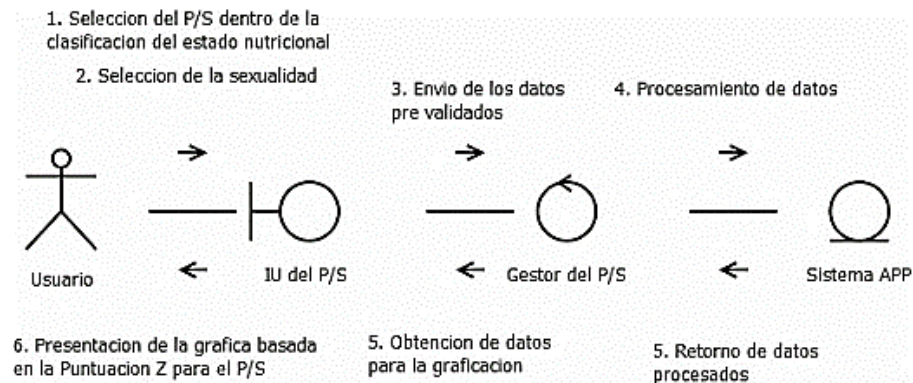 1. Seleccion del P/S dentro de la
clasificacion del estado nutricional
2. Seleccion de la sexualidad
3. Envio de los datos
pre validados
4. Procesamiento de datos
Usuario
IU del P/S
Gestor del P/S
Sistema APP
6. Presentacion de la grafica basada
en la Puntuacion Z para el P/S
5. Obtencion de datos
para la graficacion
5. Retorno de datos
procesados